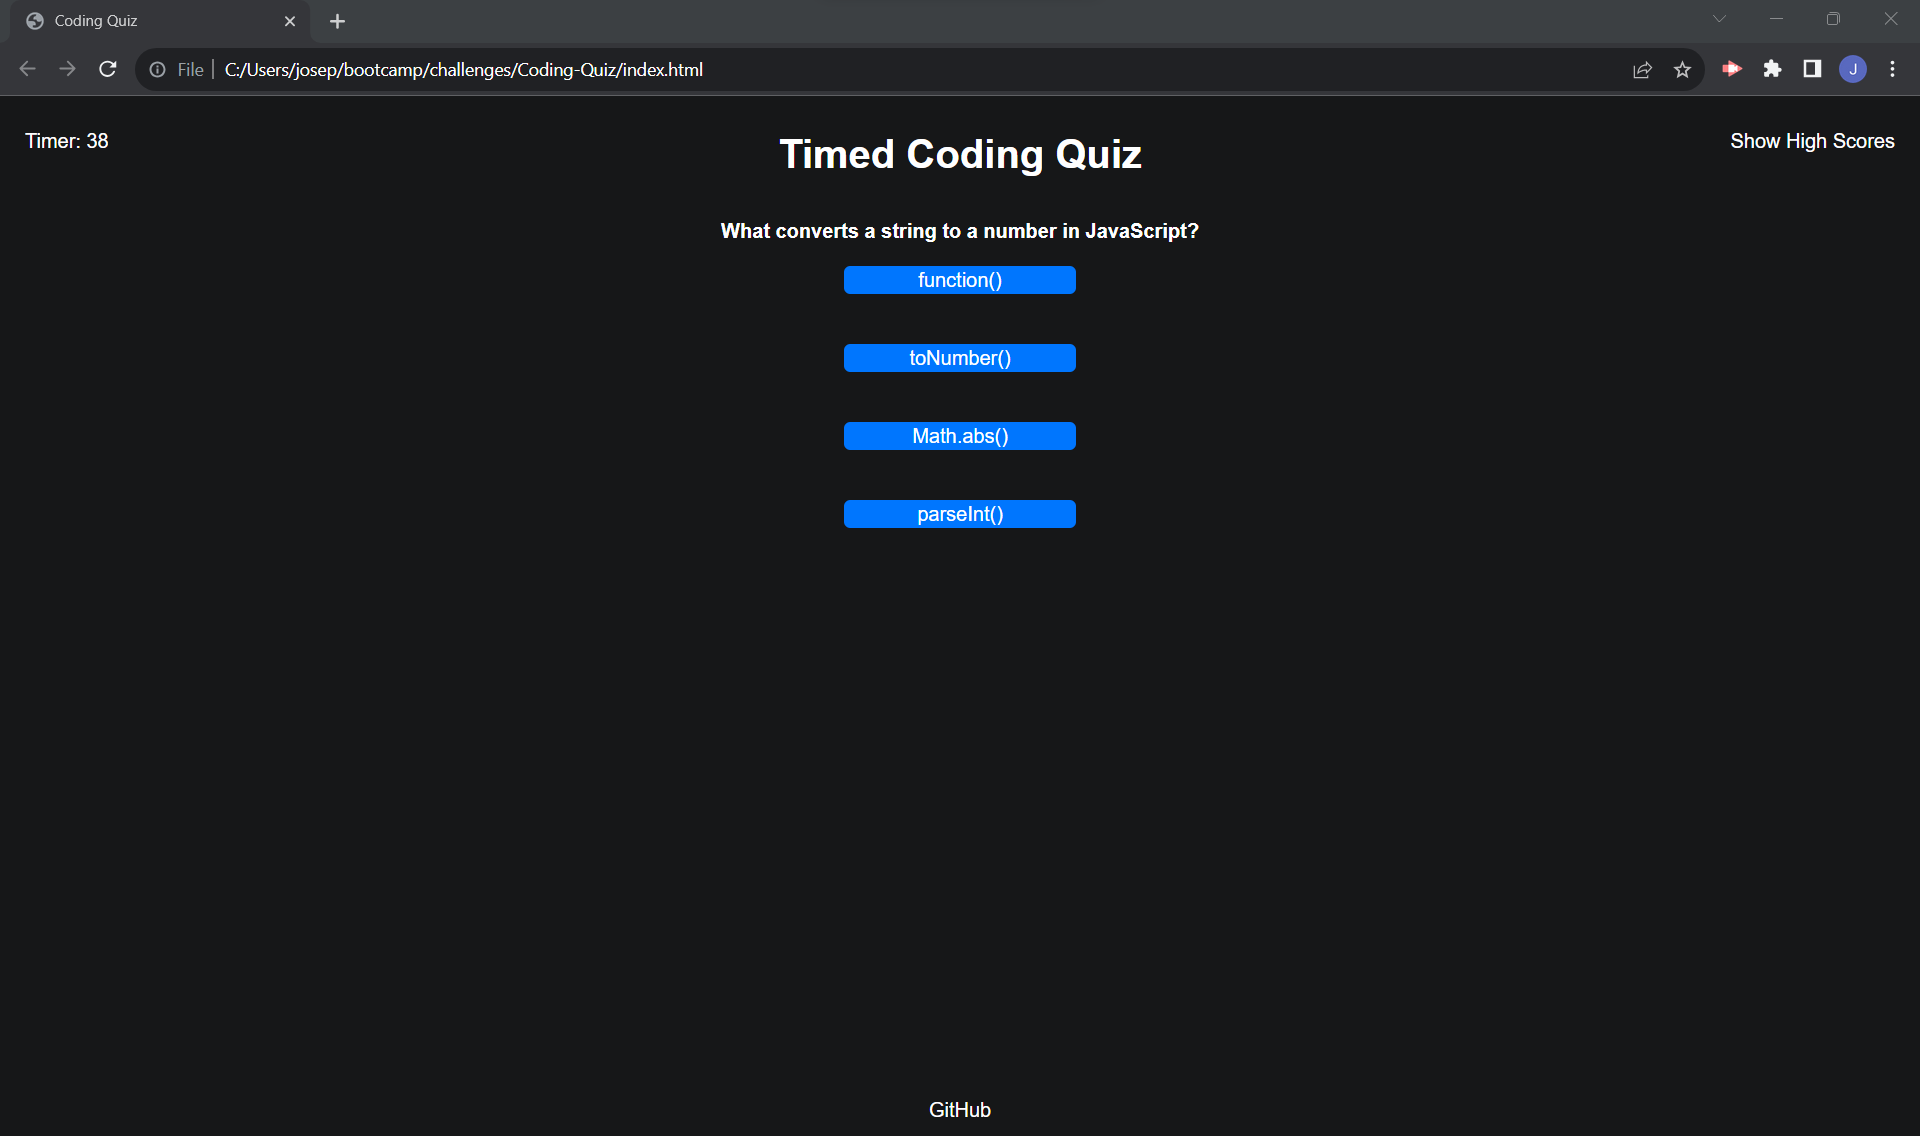 Coding Quiz
File C:/Users/josep/bootcamp/challenges/Coding-Quiz/index.html
J
Timer: 38
Timed Coding Quiz
Show High Scores
What converts a string to a number in JavaScript?
function()
toNumber()
Math.abs()
parseInt()
GitHub